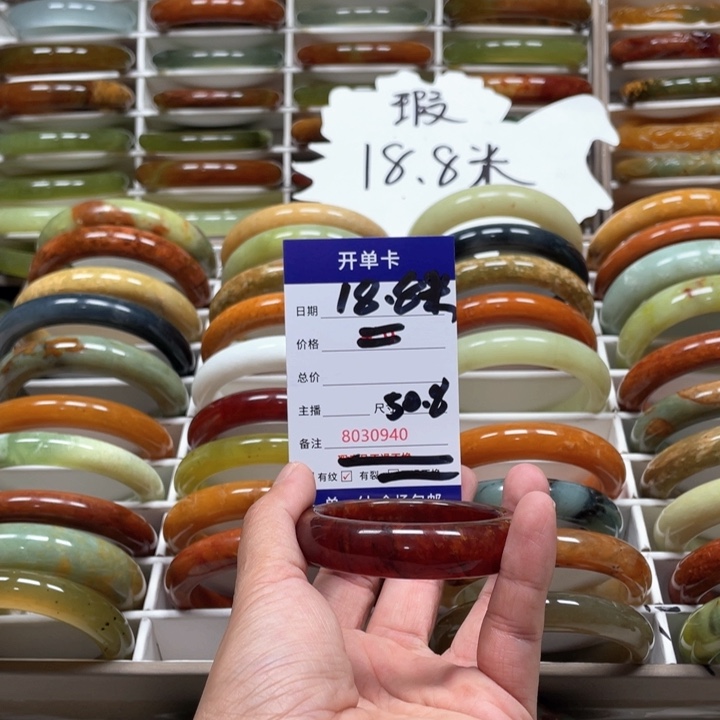 瑕
18.8米
开单卡
日期 18.8米
价格
总价
主播 尺 50.8
备注 8030940
有纹 ☑ 有裂